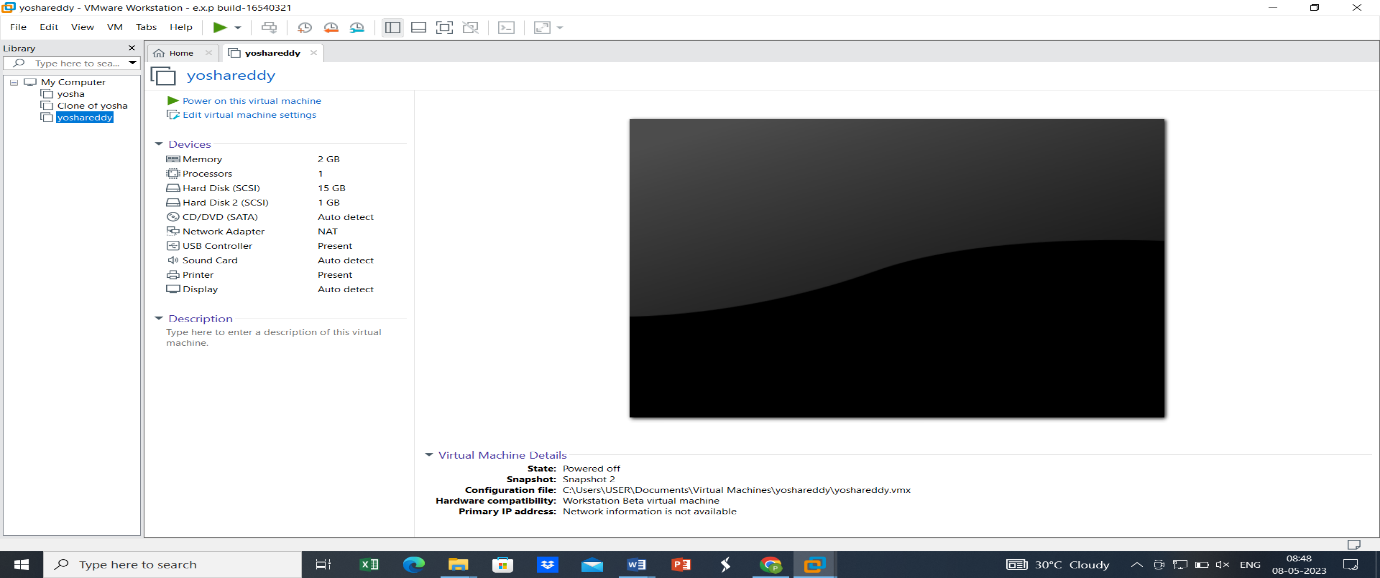 yoshareddy - VMware Workstation - e.x.p build-16540321
File Edit View VM Tabs Help
Library
Type here to sea...
My Computer
yosha
Clone of yosha
yoshareddy
Home
yoshareddy
yoshareddy
Power on this virtual machine
Edit virtual machine settings
Devices
Memory 2 GB
Processors 1
Hard Disk (SCSI) 15 GB
Hard Disk 2 (SCSI) 1 GB
CD/DVD (SATA) Auto detect
Network Adapter NAT
USB Controller Present
Sound Card Auto detect
Printer Present
Display Auto detect
Description
Type here to enter a description of this virtual
machine.
Virtual Machine Details
State: Powered off
Snapshot: Snapshot 2
Configuration file: C:\Users\USER\Documents\Virtual Machines\yoshareddy\yoshareddy.vmx
Hardware compatibility: Workstation Beta virtual machine
Primary IP address: Network information is not available
Type here to search
30°C Cloudy
ENG
08:48
08-05-2023